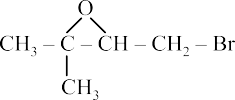 O
CH₃ – C – CH – CH₂ – Br
CH₃